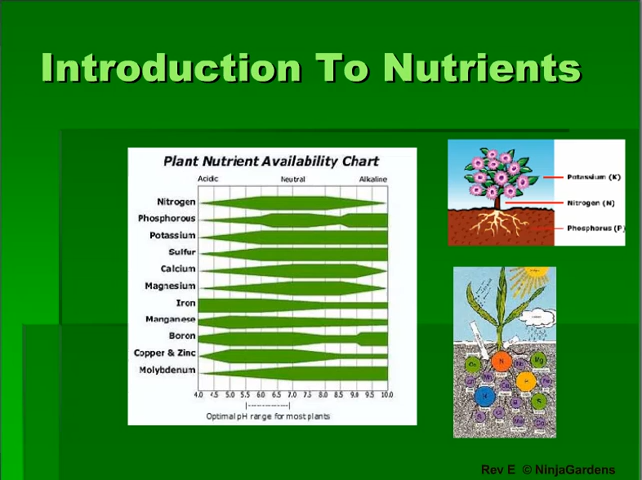 Introduction To Nutrients
Plant Nutrient Availability Chart
Acidic Neutral Alkaline
Nitrogen
Phosphorous
Potassium
Sulfur
Calcium
Magnesium
Iron
Manganese
Boron
Copper & Zinc
Molybdenum
4.0 4.5 5.0 5.5 6.0 6.5 7.0 7.5 8.0 8.5 9.0 9.5 10.0
Optimal pH range for most plants
Potassium (K)
Nitrogen (N)
Phosphorus (P)
N
Mg
Rev E © NinjaGardens